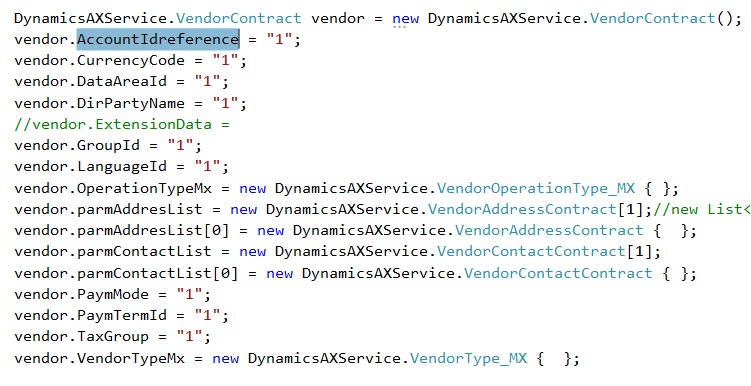 DynamicsAXService.VendorContract vendor = new DynamicsAXService.VendorContract();
vendor.AccountIdreference = "1";
vendor.CurrencyCode = "1";
vendor.DataAreaId = "1";
vendor.DirPartyName = "1";
//vendor.ExtensionData =
vendor.GroupId = "1";
vendor.LanguageId = "1";
vendor.OperationTypeMx = new DynamicsAXService.VendorOperationType_MX { };
vendor.parmAddresList = new DynamicsAXService.VendorAddressContract[1];//new List<
vendor.parmAddresList[0] = new DynamicsAXService.VendorAddressContract {  };
vendor.parmContactList = new DynamicsAXService.VendorContactContract[1];
vendor.parmContactList[0] = new DynamicsAXService.VendorContactContract { };
vendor.PaymMode = "1";
vendor.PaymTermId = "1";
vendor.TaxGroup = "1";
vendor.VendorTypeMx = new DynamicsAXService.VendorType_MX {  };